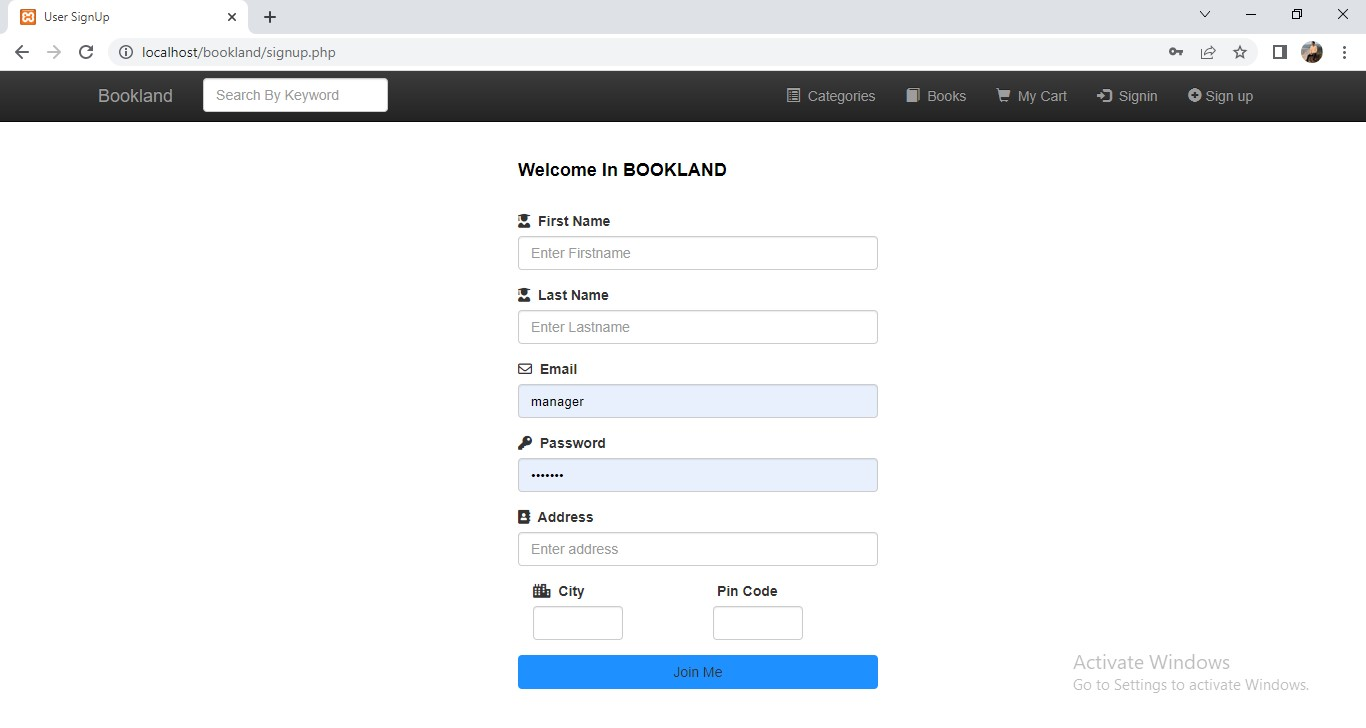 User SignUp
localhost/bookland/signup.php
Bookland Search By Keyword Categories Books My Cart Signin Sign up
Welcome In BOOKLAND
First Name
Enter Firstname
Last Name
Enter Lastname
Email
manager
Password
•••••••
Address
Enter address
City Pin Code
Join Me
Activate Windows
Go to Settings to activate Windows.